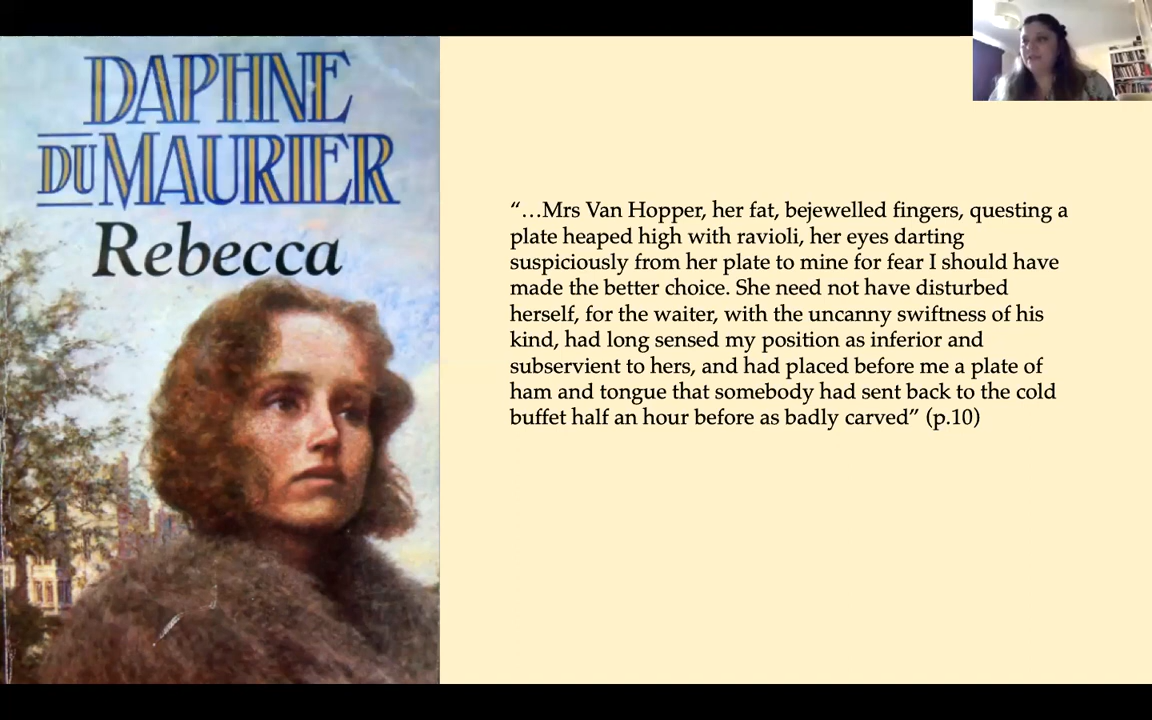 DAPHNE
DU MAURIER
Rebecca
“…Mrs Van Hopper, her fat, bejewelled fingers, questing a
plate heaped high with ravioli, her eyes darting
suspiciously from her plate to mine for fear I should have
made the better choice. She need not have disturbed
herself, for the waiter, with the uncanny swiftness of his
kind, had long sensed my position as inferior and
subservient to hers, and had placed before me a plate of
ham and tongue that somebody had sent back to the cold
buffet half an hour before as badly carved” (p.10)